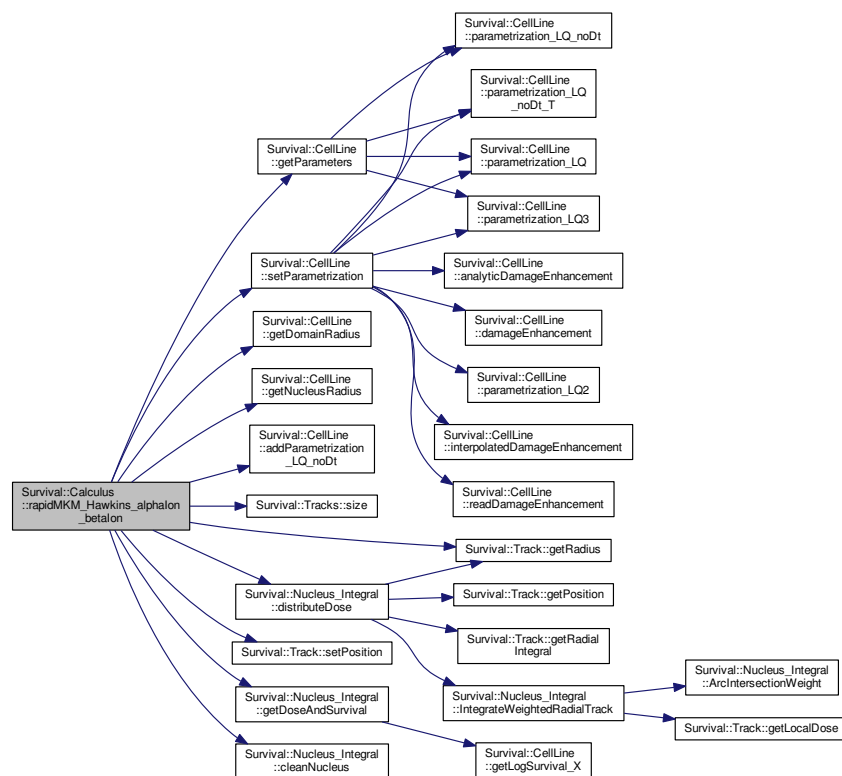 Survival::Calculus
::rapidMKM_Hawkins_alphaIon
_betaIon
Survival::CellLine
::getParameters
Survival::CellLine
::setParametrization
Survival::CellLine
::getDomainRadius
Survival::CellLine
::getNucleusRadius
Survival::CellLine
::addParametrization
_LQ_noDt
Survival::Tracks::size
Survival::Nucleus_Integral
::distributeDose
Survival::Track::setPosition
Survival::Nucleus_Integral
::getDoseAndSurvival
Survival::Nucleus_Integral
::cleanNucleus
Survival::CellLine
::parametrization_LQ_noDt
Survival::CellLine
::parametrization_LQ
_noDt_T
Survival::CellLine
::parametrization_LQ
Survival::CellLine
::parametrization_LQ3
Survival::CellLine
::analyticDamageEnhancement
Survival::CellLine
::damageEnhancement
Survival::CellLine
::parametrization_LQ2
Survival::CellLine
::interpolatedDamageEnhancement
Survival::CellLine
::readDamageEnhancement
Survival::Track::getRadius
Survival::Track::getPosition
Survival::Track::getRadial
Integral
Survival::Nucleus_Integral
::IntegrateWeightedRadialTrack
Survival::CellLine
::getLogSurvival_X
Survival::Nucleus_Integral
::ArcIntersectionWeight
Survival::Track::getLocalDose